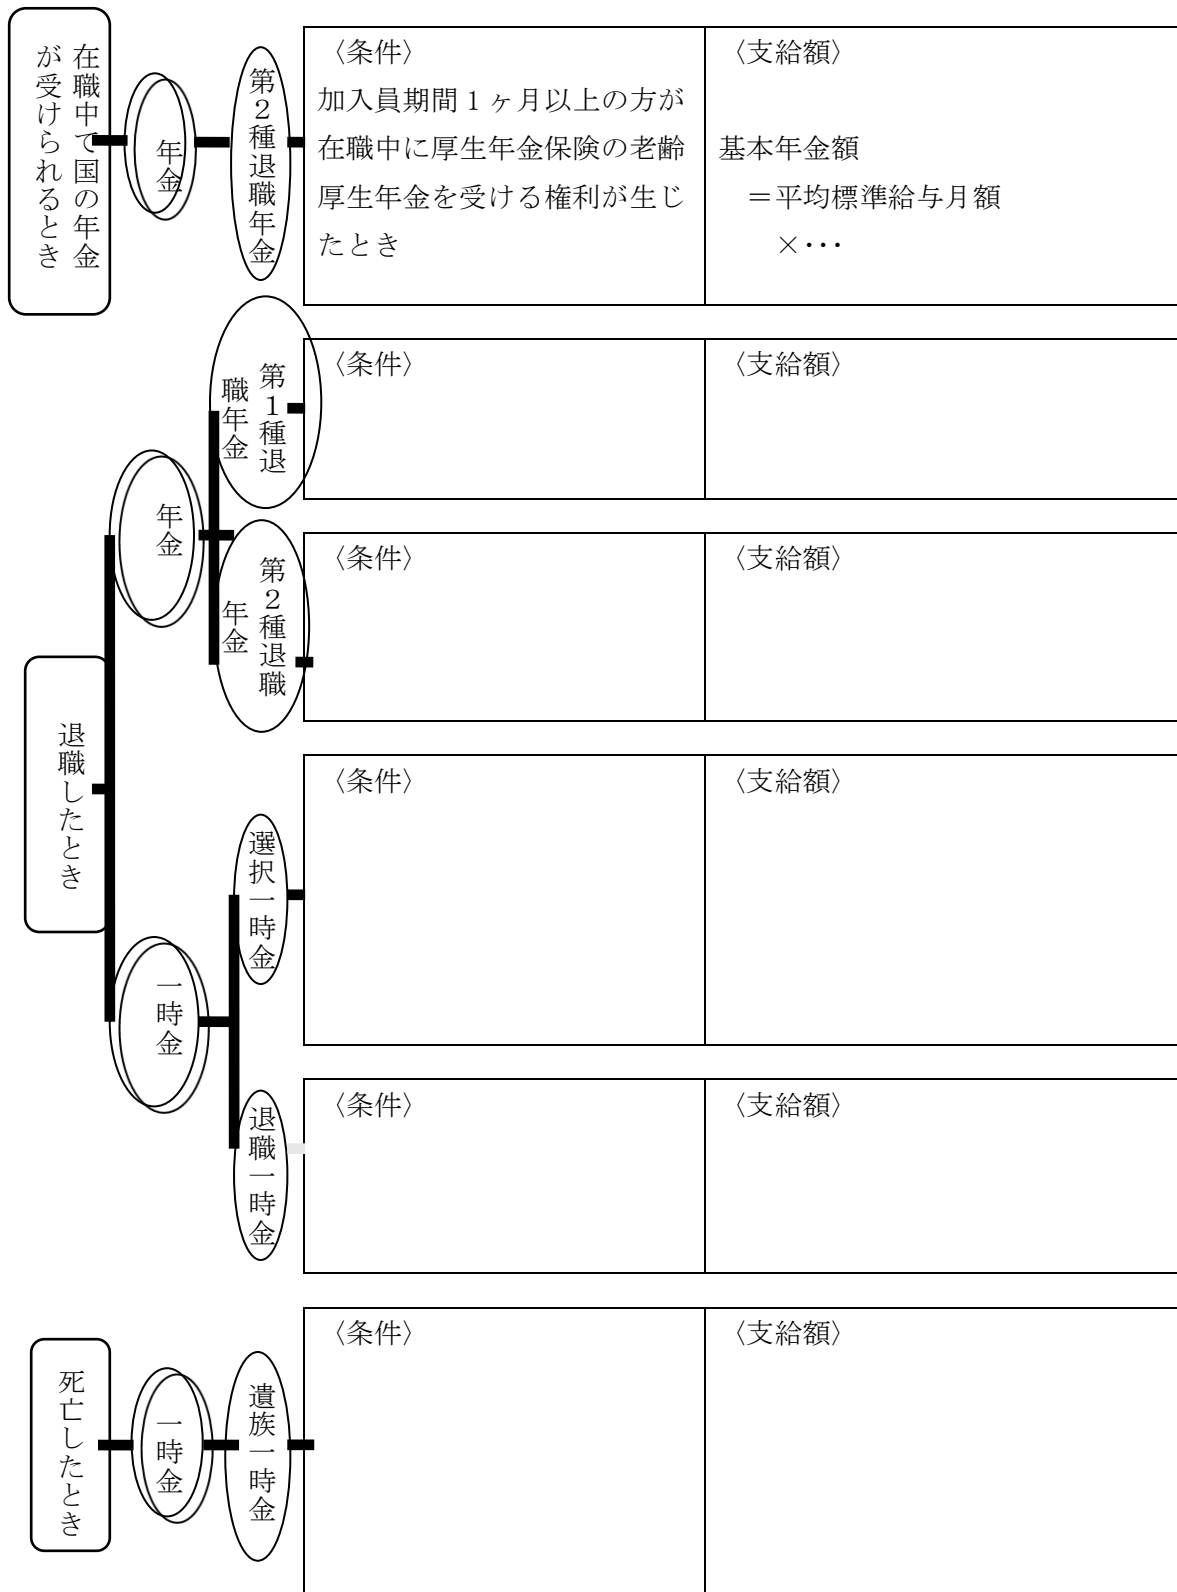 在職中で国の年金
が受けられるとき
年金
第２種退職年金
〈条件〉
加入員期間１ヶ月以上の方が
在職中に厚生年金保険の老齢
厚生年金を受ける権利が生じ
たとき
〈支給額〉
基本年金額
＝平均標準給与月額
×･･･
退職したとき
年金
第１種退
職年金
〈条件〉
〈支給額〉
第２種退職
年金
〈条件〉
〈支給額〉
一時金
選択一時金
〈条件〉
〈支給額〉
退職一時金
〈条件〉
〈支給額〉
死亡したとき
一時金
遺族一時金
〈条件〉
〈支給額〉